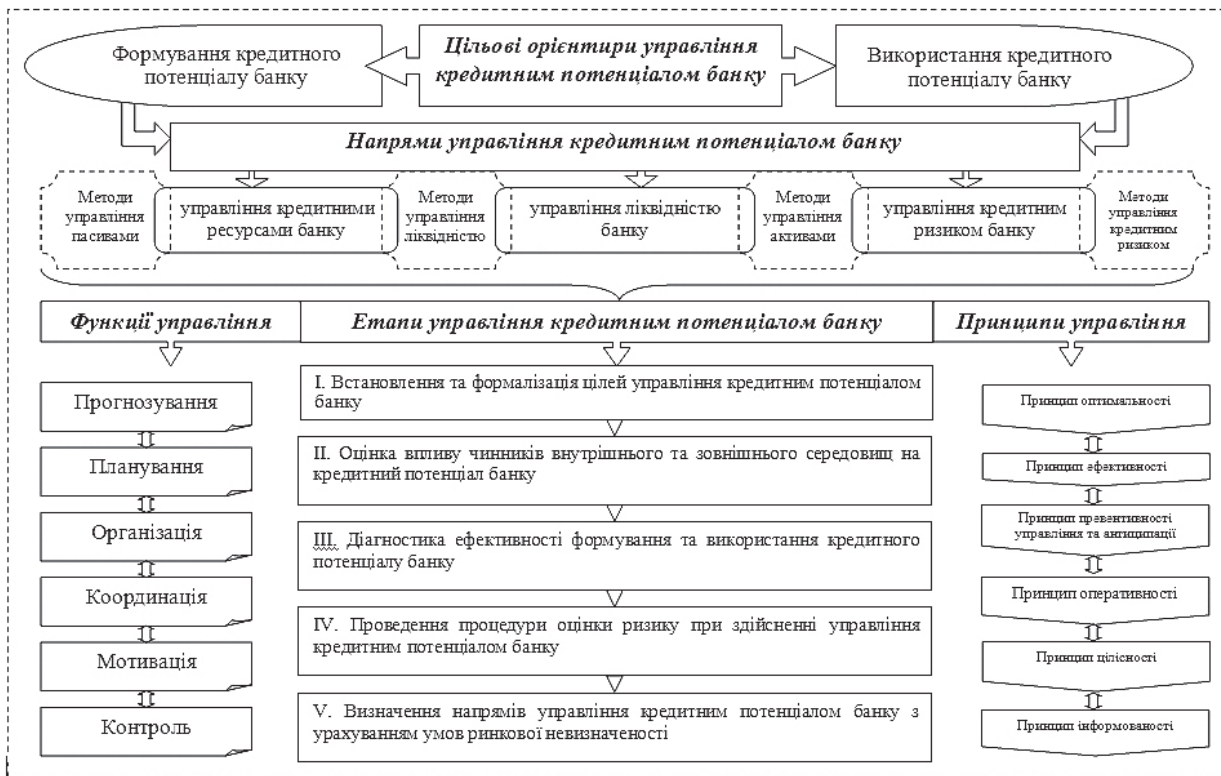 Формування кредитного
потенціалу банку
Цільові орієнтири управління
кредитним потенціалом банку
Використання кредитного
потенціалу банку
Напрями управління кредитним потенціалом банку
Методи
управління
пасивами
управління кредитними
ресурсами банку
Методи
управління
ліквідністю
управління ліквідністю
банку
Методи
управління
активами
управління кредитним
ризиком банку
Методи
управління
кредитним
ризиком
Функції управління
Етапи управління кредитним потенціалом банку
Принципи управління
Прогнозування
Планування
Організація
Координація
Мотивація
Контроль
I. Встановлення та формалізація цілей управління кредитним потенціалом
банку
II. Оцінка впливу чинників внутрішнього та зовнішнього середовищ на
кредитний потенціал банку
III. Діагностика ефективності формування та використання кредитного
потенціалу банку
IV. Проведення процедури оцінки ризику при здійсненні управління
кредитним потенціалом банку
V. Визначення напрямів управління кредитним потенціалом банку з
урахуванням умов ринкової невизначеності
Принцип оптимальності
Принцип ефективності
Принцип превентивності
управління та антиципації
Принцип оперативності
Принцип цілісності
Принцип інформованості